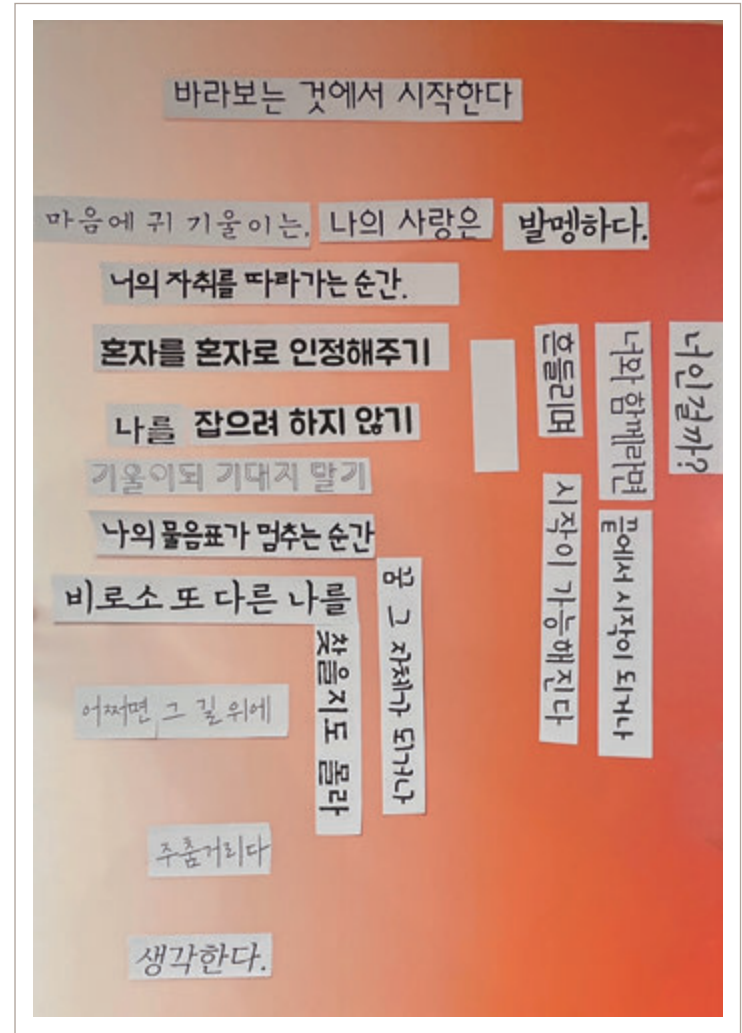 바라보는 것에서 시작한다
마음에 귀 기울이는, 나의 사랑은 발멩하다.
너의 자취를 따라가는 순간.
혼자를 혼자로 인정해주기
나를 잡으려 하지 않기
기울이되 기대지 말기
나의 물음표가 멈추는 순간
비로소 또 다른 나를
찾을지도 몰라
어쩌면 그 길 위에
주춤거리다
생각한다.
너인걸까?
너와 함께라면
끝에서 시작이 되거나
흔들리며
시작이 가능해진다
꿈 그 자체가 되거나